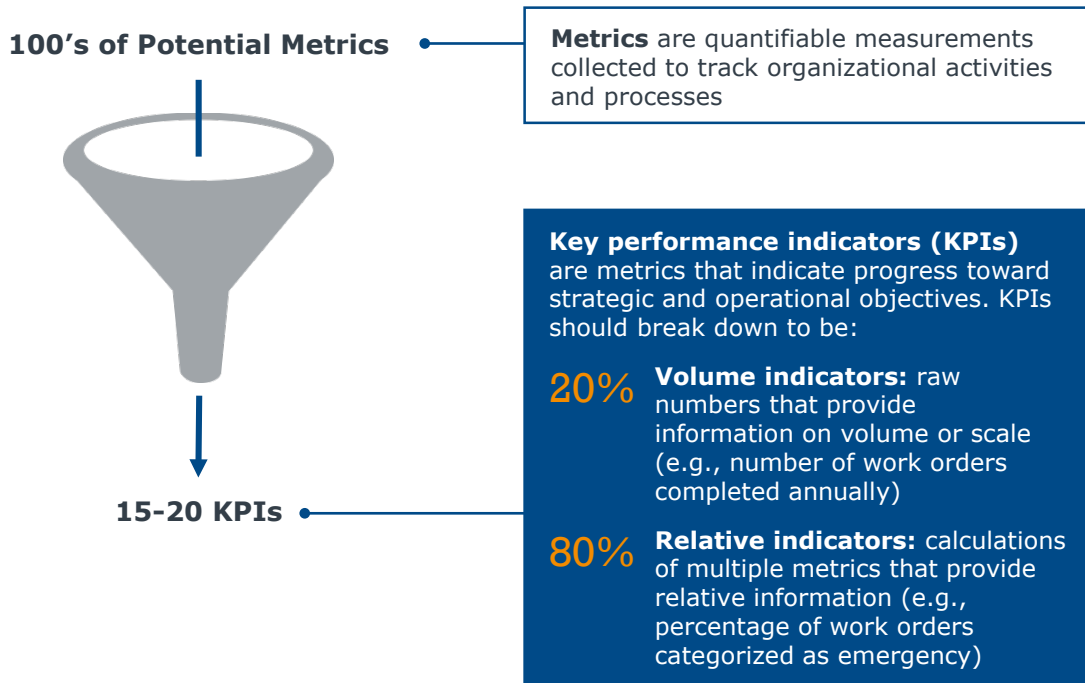 100’s of Potential Metrics
Metrics are quantifiable measurements
collected to track organizational activities
and processes
Key performance indicators (KPIs)
are metrics that indicate progress toward
strategic and operational objectives. KPIs
should break down to be:
20%
Volume indicators: raw
numbers that provide
information on volume or scale
(e.g., number of work orders
completed annually)
15-20 KPIs
80%
Relative indicators: calculations
of multiple metrics that provide
relative information (e.g.,
percentage of work orders
categorized as emergency)